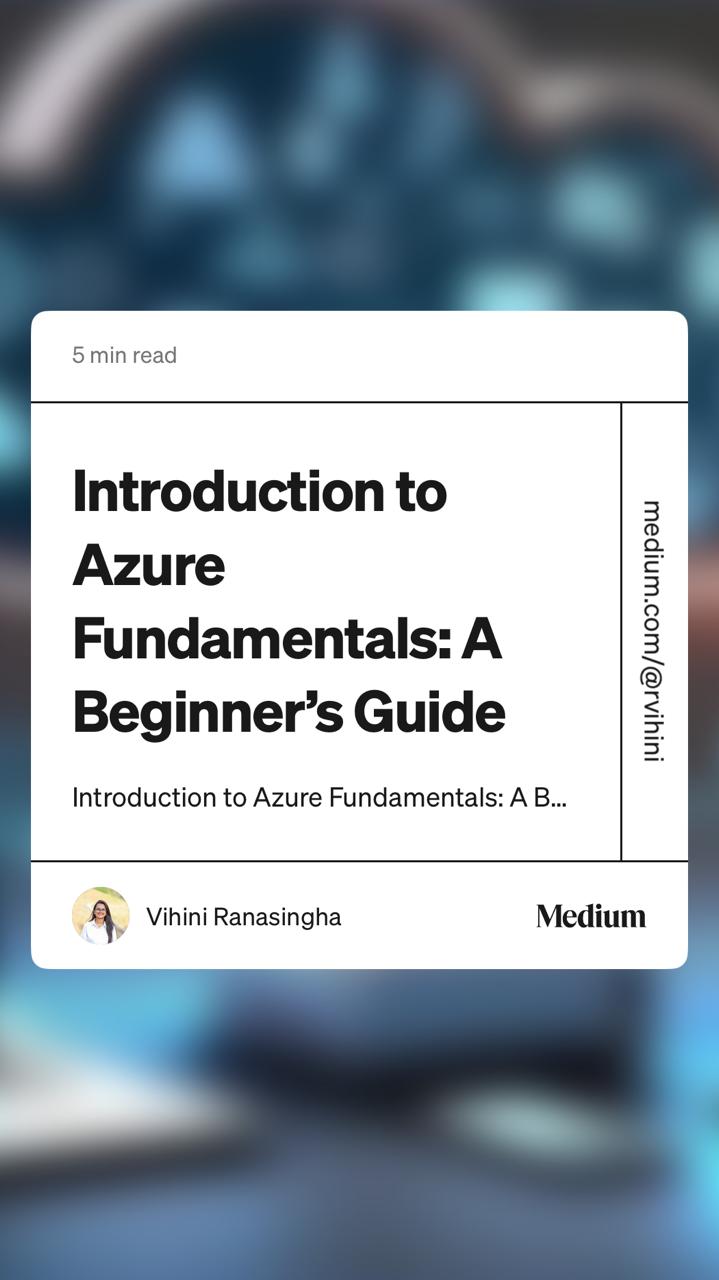 5 min read
Introduction to
Azure
Fundamentals: A
Beginner’s Guide
Introduction to Azure Fundamentals: A B...
medium.com/@rvihini
Vihini Ranasingha
Medium